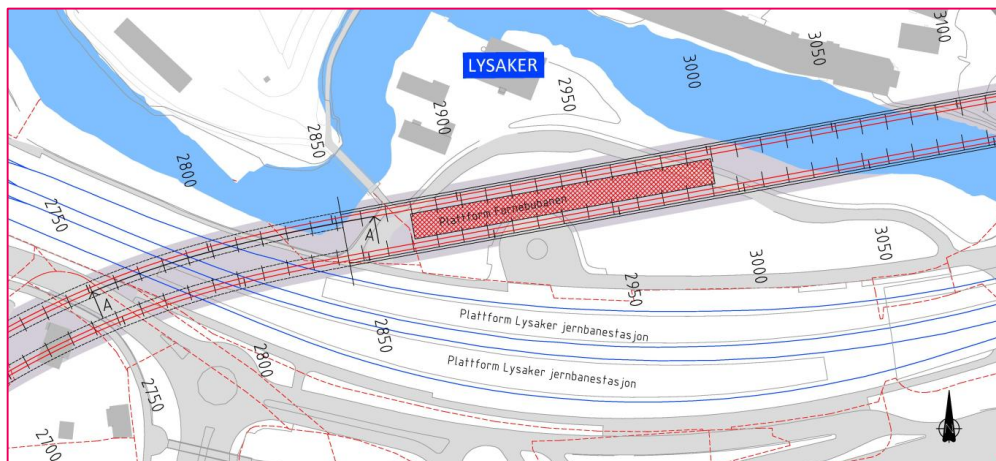 LYSAKER
3100
3050
3000
2950
2900
2850
2800
2750
Plattform Fornebubanen
A
A
3050
3000
2950
Plattform Lysaker jernbanestasjon
2850
Plattform Lysaker jernbanestasjon
2800
2750
2700
N